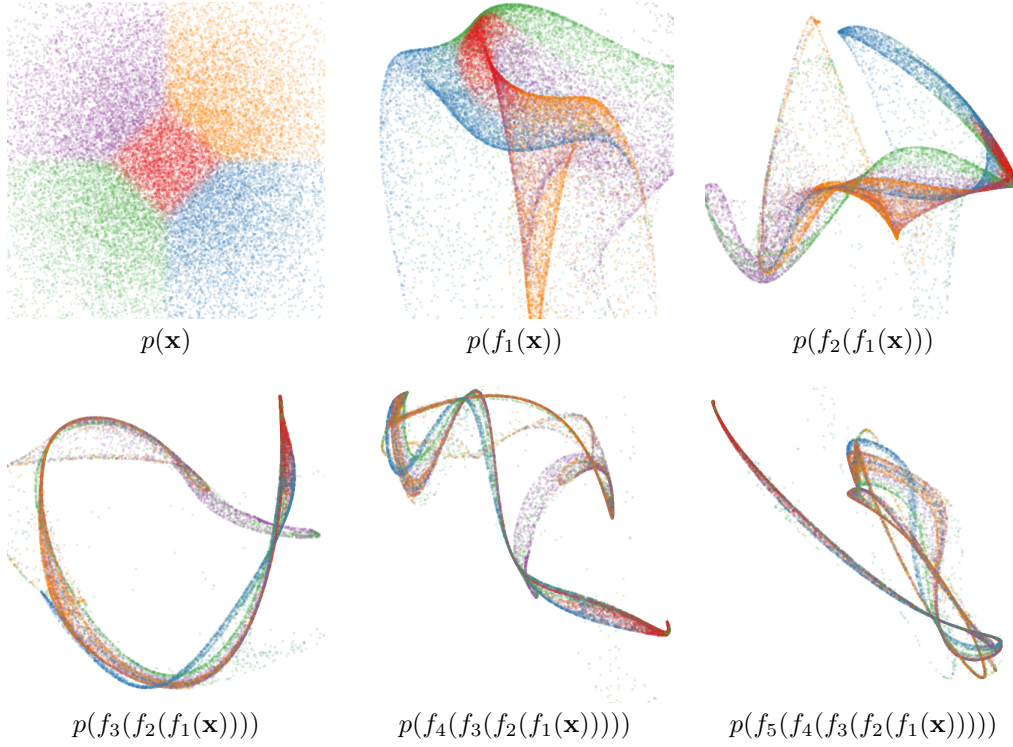 p(𝐱)
p(f₁(𝐱))
p(f₂(f₁(𝐱)))
p(f₃(f₂(f₁(𝐱))))
p(f₄(f₃(f₂(f₁(𝐱)))))
p(f₅(f₄(f₃(f₂(f₁(𝐱)))))